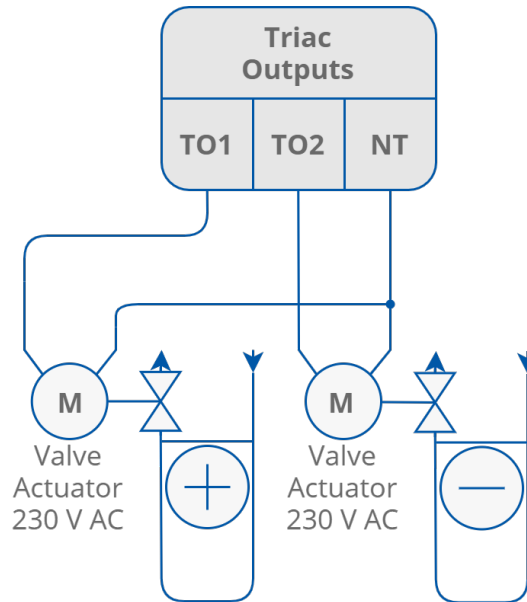 Triac
Outputs
TO1 TO2 NT
M M
Valve
Actuator
230 V AC
Valve
Actuator
230 V AC